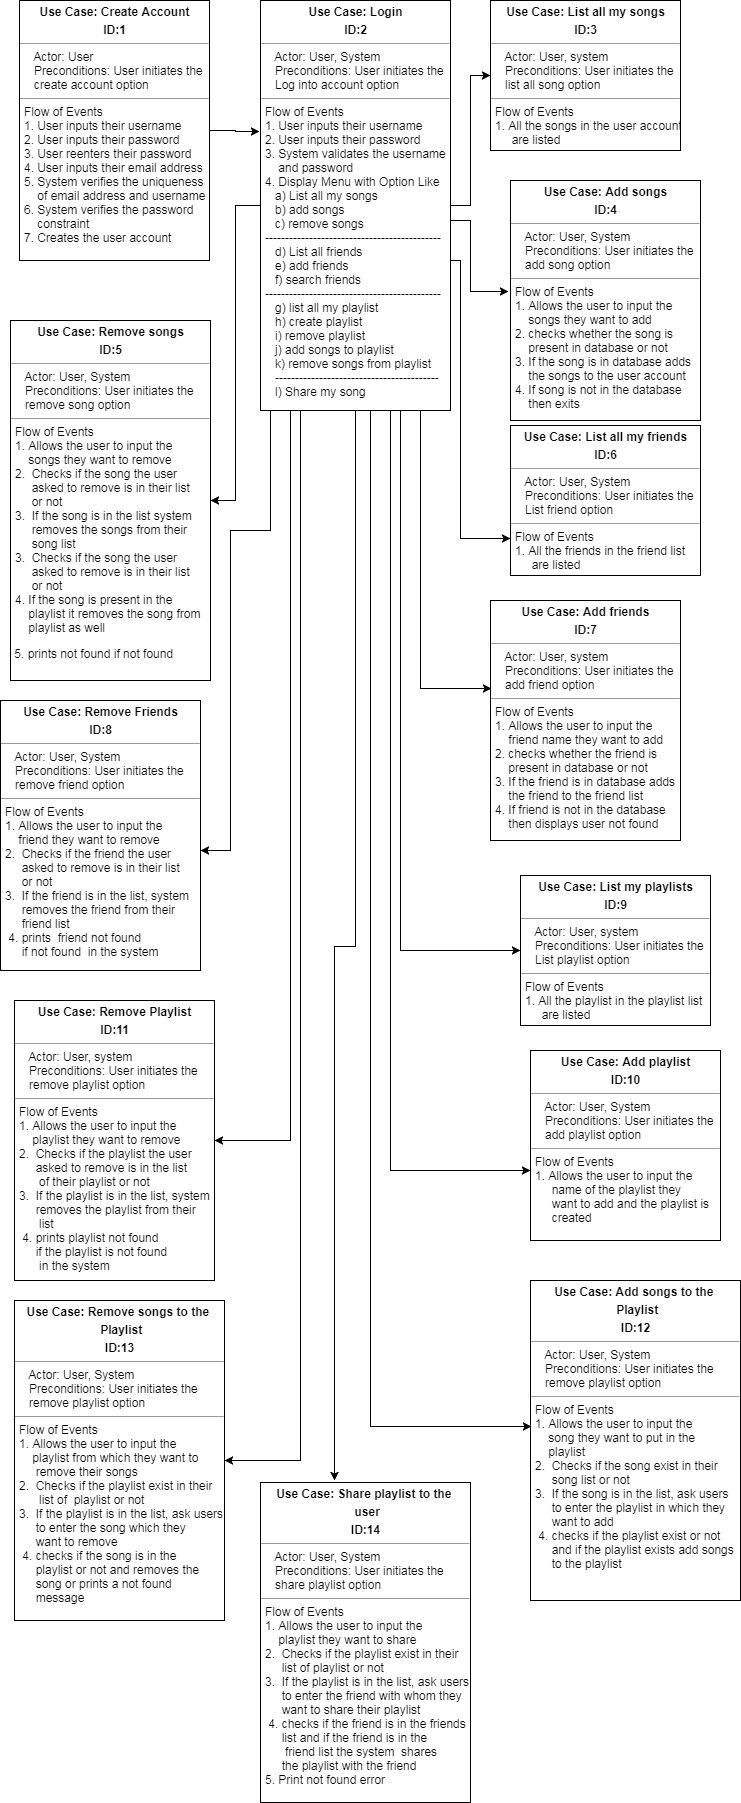 Use Case: Create Account
ID:1
Actor: User
Preconditions: User initiates the
create account option
Flow of Events
1. User inputs their username
2. User inputs their password
3. User reenters their password
4. User inputs their email address
5. System verifies the uniqueness
of email address and username
6. System verifies the password
constraint
7. Creates the user account
Use Case: Login
ID:2
Actor: User, System
Preconditions: User initiates the
Log into account option
Flow of Events
1. User inputs their username
2. User inputs their password
3. System validates the username
and password
4. Display Menu with Option Like
a) List all my songs
b) add songs
c) remove songs
--------------------------------------------
d) List all friends
e) add friends
f) search friends
--------------------------------------------
g) list all my playlist
h) create playlist
i) remove playlist
j) add songs to playlist
k) remove songs from playlist
-----------------------------------------
l) Share my song
Use Case: List all my songs
ID:3
Actor: User, system
Preconditions: User initiates the
list all song option
Flow of Events
1. All the songs in the user account
are listed
Use Case: Add songs
ID:4
Actor: User, System
Preconditions: User initiates the
add song option
Flow of Events
1. Allows the user to input the
songs they want to add
2. checks whether the song is
present in database or not
3. If the song in database adds
the songs to the user account
4. If song is not in the database
then exits
Use Case: Remove songs
ID:5
Actor: User, System
Preconditions: User initiates the
remove song option
Flow of Events
1. Allows the user to input the
songs they want to remove
2. Checks if the song the user
asked to remove is in their list
or not
3. If the song is in the list system
removes the songs from their
song list
3. Checks if the song the user
asked to remove is in their list
or not
4. If the song is present in the
playlist it removes the song from
playlist as well
5. prints not found if not found
Use Case: List all my friends
ID:6
Actor: User, System
Preconditions: User initiates the
List friend option
Flow of Events
1. All the friends in the friend list
are listed
Use Case: Add friends
ID:7
Actor: User, system
Preconditions: User initiates the
add friend option
Flow of Events
1. Allows the user to input the
friend name they want to add
2. checks whether the friend is
present in database or not
3. If the friend is in database adds
the friend to the friend list
4. If friend is not in the database
then displays user not found
Use Case: Remove Friends
ID:8
Actor: User, System
Preconditions: User initiates the
remove friend option
Flow of Events
1. Allows the user to input the
friend they want to remove
2. Checks if the friend the user
asked to remove is in their list
or not
3. If the friend is in the list, system
removes the friend from their
friend list
4. prints friend not found
if not found in the system
Use Case: List my playlists
ID:9
Actor: User, system
Preconditions: User initiates the
List playlist option
Flow of Events
1. All the playlist in the playlist list
are listed
Use Case: Add playlist
ID:10
Actor: User, System
Preconditions: User initiates the
add playlist option
Flow of Events
1. Allows the user to input the
name of the playlist they
want to add and the playlist is
created
Use Case: Remove Playlist
ID:11
Actor: User, system
Preconditions: User initiates the
remove playlist option
Flow of Events
1. Allows the user to input the
playlist they want to remove
2. Checks if the playlist the user
asked to remove is in the list
of their playlist or not
3. If the playlist is in the list, system
removes the playlist from their
list
4. prints playlist not found
if the playlist is not found
in the system
Use Case: Add songs to the
Playlist
ID:12
Actor: User, System
Preconditions: User initiates the
remove playlist option
Flow of Events
1. Allows the user to input the
song they want to put in the
playlist
2. Checks if the song exist in their
song list or not
3. If the song is in the list, ask users
to enter the playlist in which they
want to add
4. checks if the playlist exist or not
and if the playlist exists add songs
to the playlist
Use Case: Remove songs to the
Playlist
ID:13
Actor: User, System
Preconditions: User initiates the
remove playlist option
Flow of Events
1. Allows the user to input the
playlist from which they want to
remove their songs
2. Checks if the playlist exist in their
list of playlist or not
3. If the playlist is in the list, ask users
to enter the song which they
want to remove
4. checks if the song is in the
playlist or not and removes the
song or prints a not found
message
Use Case: Share playlist to the
user
ID:14
Actor: User, System
Preconditions: User initiates the
share playlist option
Flow of Events
1. Allows the user to input the
playlist they want to share
2. Checks if the playlist exist in their
list of playlist or not
3. If the playlist is in the list, ask users
to enter the friend with whom they
want to share their playlist
4. checks if the friend is in the friends
list and if the friend is in the
friend list the system shares
the playlist with the friend
5. Print not found error